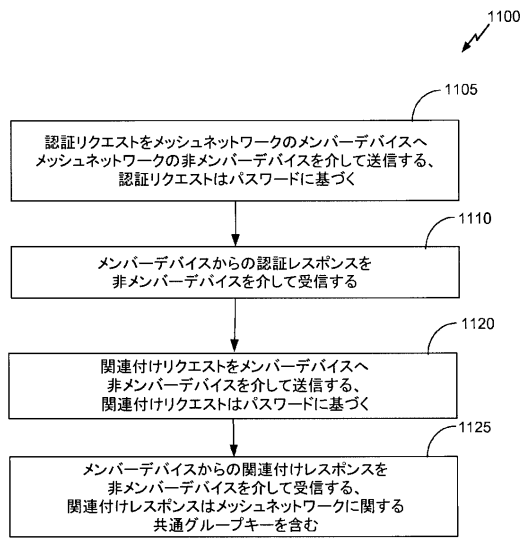 1100
1105
認証リクエストをメッシュネットワークのメンバーデバイスへ
メッシュネットワークの非メンバーデバイスを介して送信する、
認証リクエストはパスワードに基づく
1110
メンバーデバイスからの認証レスポンスを
非メンバーデバイスを介して受信する
1120
関連付けリクエストをメンバーデバイスへ
非メンバーデバイスを介して送信する、
関連付けリクエストはパスワードに基づく
1125
メンバーデバイスからの関連付けレスポンスを
非メンバーデバイスを介して受信する、
関連付けレスポンスはメッシュネットワークに関する
共通グループキーを含む